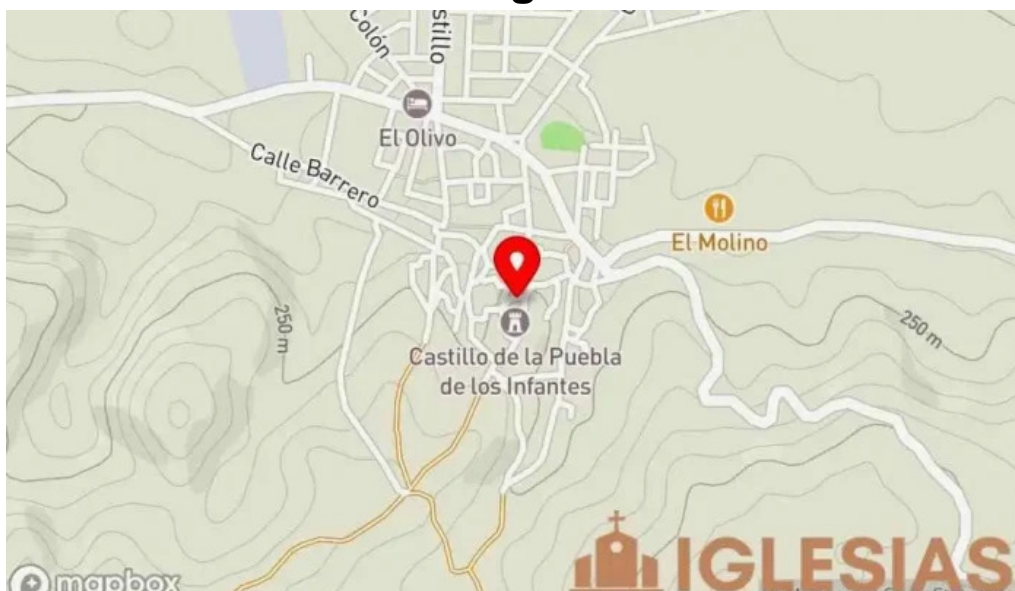 Colón
stillo
El Olivo
Calle Barrero
El Molino
250 m
250 m
Castillo de la Puebla
de los Infantes
IGLESIAS
mapbox